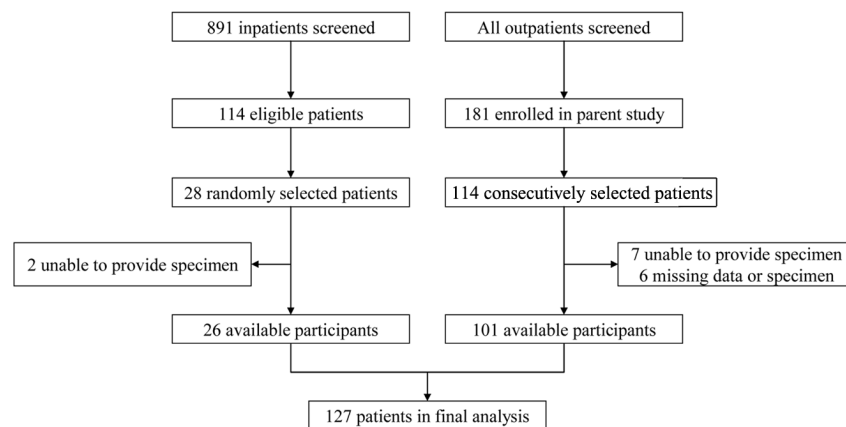 891 inpatients screened
All outpatients screened
114 eligible patients
181 enrolled in parent study
28 randomly selected patients
114 consecutively selected patients
2 unable to provide specimen
7 unable to provide specimen
6 missing data or specimen
26 available participants
101 available participants
127 patients in final analysis